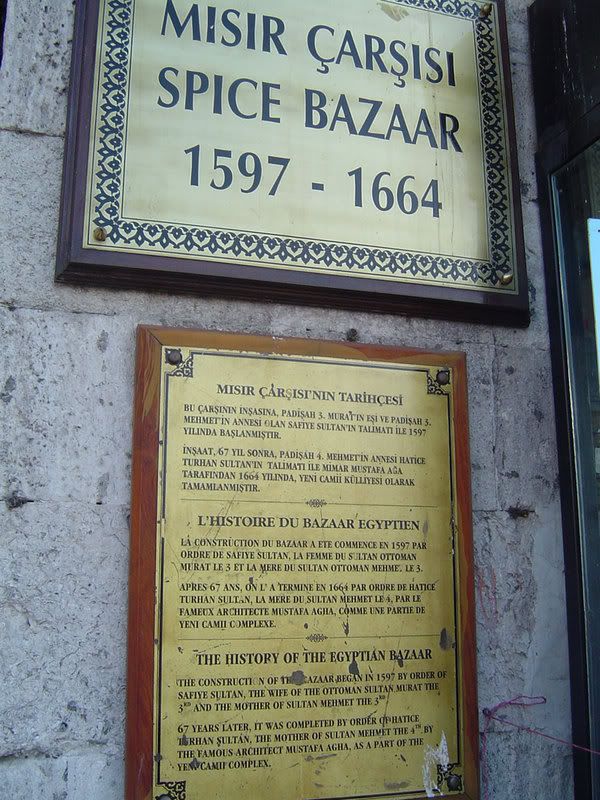 MISIR ÇARŞISI
SPICE BAZAAR
1597 - 1664
MISIR ÇARŞISI'NIN TARİHÇESİ
BU ÇARŞININ İNŞASINA, PADİŞAH 3. MURAT'IN EŞİ VE PADİŞAH 3.
MEHMET'İN ANNESİ OLAN SAFİYE SULTAN'IN TALİMATI İLE 1597
YILINDA BAŞLANMIŞTIR.
İNŞAAT, 67 YIL SONRA, PADİŞAH 4. MEHMET'İN ANNESİ HATİCE
TURHAN SULTAN'IN TALİMATI İLE MİMAR MUSTAFA AĞA
TARAFINDAN 1664 YILINDA, YENİ CAMİİ KÜLLİYESİ OLARAK
TAMAMLANMIŞTIR.
L'HISTOIRE DU BAZAAR EGYPTIEN
LA CONSTRUCTION DU BAZAAR A ETE COMMENCE EN 1597 PAR
ORDRE DE SAFIYE SULTAN, LA FEMME DU SULTAN OTTOMAN
MURAT LE 3 ET LA MERE DU SULTAN OTTOMAN MEHMET LE 3.
APRES 67 ANS, ON L' A TERMINE EN 1664 PAR ORDRE DE HATICE
TURHAN SULTAN, LA MERE DU SULTAN MEHMET LE 4, PAR LE
FAMEUX ARCHITECTE MUSTAFA AGHA, COMME UNE PARTIE DE
YENI CAMII COMPLEXE.
THE HISTORY OF THE EGYPTIAN BAZAAR
THE CONSTRUCTION OF THE BAZAAR BEGAN IN 1597 BY ORDER OF
SAFIYE SULTAN, THE WIFE OF THE OTTOMAN SULTAN MURAT THE
3RD AND THE MOTHER OF SULTAN MEHMET THE 3RD
67 YEARS LATER, IT WAS COMPLETED BY ORDER OF HATICE
TURHAN SULTAN, THE MOTHER OF SULTAN MEHMET THE 4TH, BY
THE FAMOUS ARCHITECT MUSTAFA AGHA, AS A PART OF THE
YENI CAMII COMPLEX.